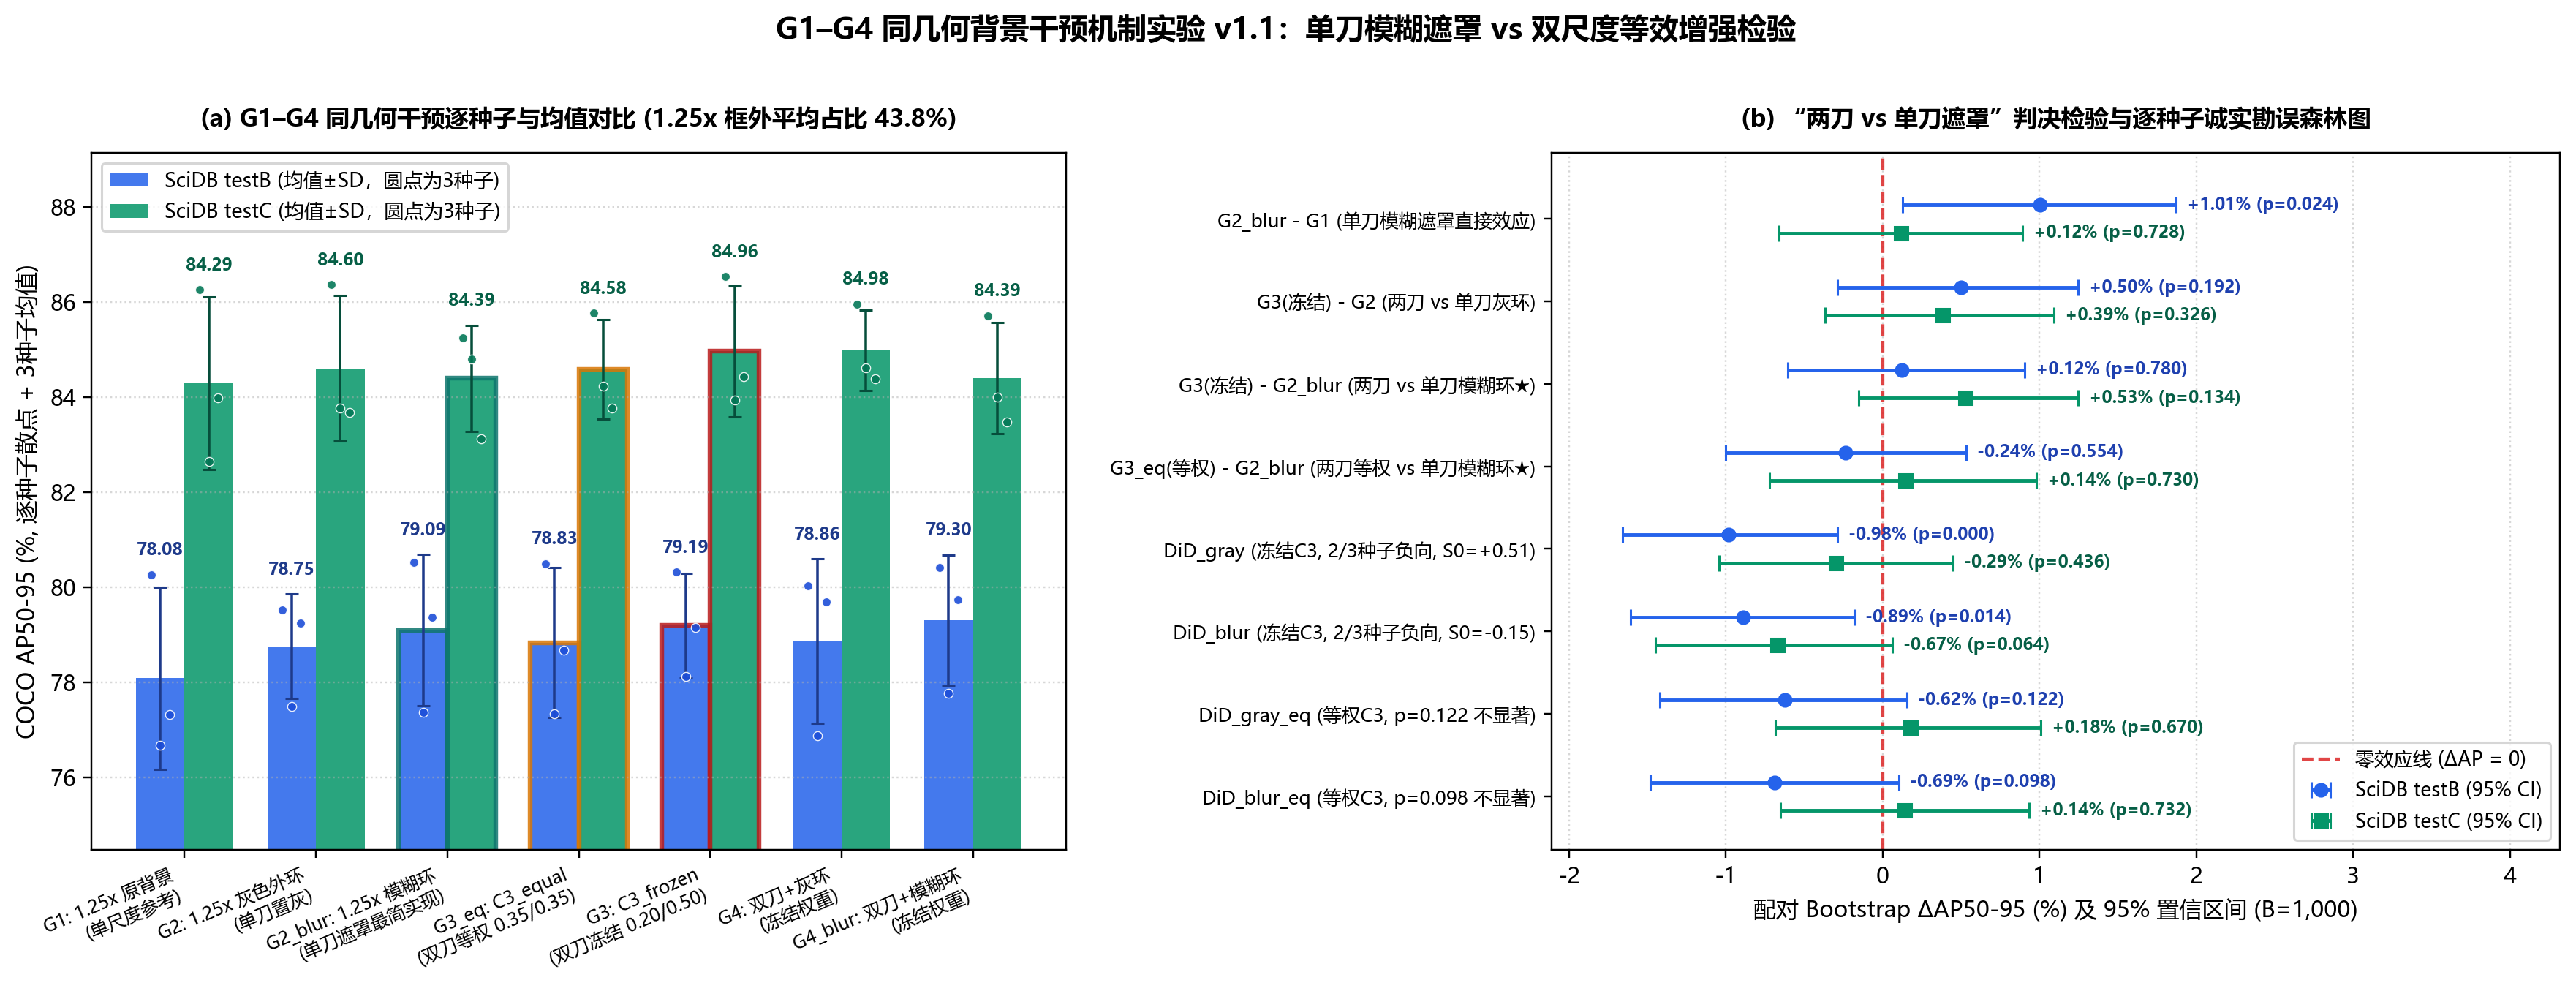 G1–G4 同几何背景干预机制实验 v1.1：单刀模糊遮罩 vs 双尺度等效增强检验
(a) G1–G4 同几何干预逐种子与均值对比 (1.25x 框外平均占比 43.8%)
COCO AP50-95 (%, 逐种子散点 + 3种子均值)
88
86
84
82
80
78
76
SciDB testB (均值±SD，圆点为3种子)
SciDB testC (均值±SD，圆点为3种子)
78.08
84.29
78.75
84.60
79.09
84.39
78.83
84.58
79.19
84.96
78.86
84.98
79.30
84.39
G1: 1.25x 原背景
(单尺度参考)
G2: 1.25x 灰色外环
(单刀置灰)
G2_blur: 1.25x 模糊环
(单刀遮罩最简实现)
G3_eq: C3_equal
(双刀等权 0.35/0.35)
G3: C3_frozen
(双刀冻结 0.20/0.50)
G4: 双刀+灰环
(冻结权重)
G4_blur: 双刀+模糊环
(冻结权重)
(b) “两刀 vs 单刀遮罩”判决检验与逐种子诚实勘误森林图
G2_blur - G1 (单刀模糊遮罩直接效应)
+1.01% (p=0.024)
+0.12% (p=0.728)
G3(冻结) - G2 (两刀 vs 单刀灰环)
+0.50% (p=0.192)
+0.39% (p=0.326)
G3(冻结) - G2_blur (两刀 vs 单刀模糊环★)
+0.12% (p=0.780)
+0.53% (p=0.134)
G3_eq(等权) - G2_blur (两刀等权 vs 单刀模糊环★)
-0.24% (p=0.554)
+0.14% (p=0.730)
DiD_gray (冻结C3, 2/3种子负向, S0=+0.51)
-0.98% (p=0.000)
-0.29% (p=0.436)
DiD_blur (冻结C3, 2/3种子负向, S0=-0.15)
-0.89% (p=0.014)
-0.67% (p=0.064)
DiD_gray_eq (等权C3, p=0.122 不显著)
-0.62% (p=0.122)
+0.18% (p=0.670)
DiD_blur_eq (等权C3, p=0.098 不显著)
-0.69% (p=0.098)
+0.14% (p=0.732)
零效应线 (ΔAP = 0)
SciDB testB (95% CI)
SciDB testC (95% CI)
-2
-1
0
1
2
3
4
配对 Bootstrap ΔAP50-95 (%) 及 95% 置信区间 (B=1,000)